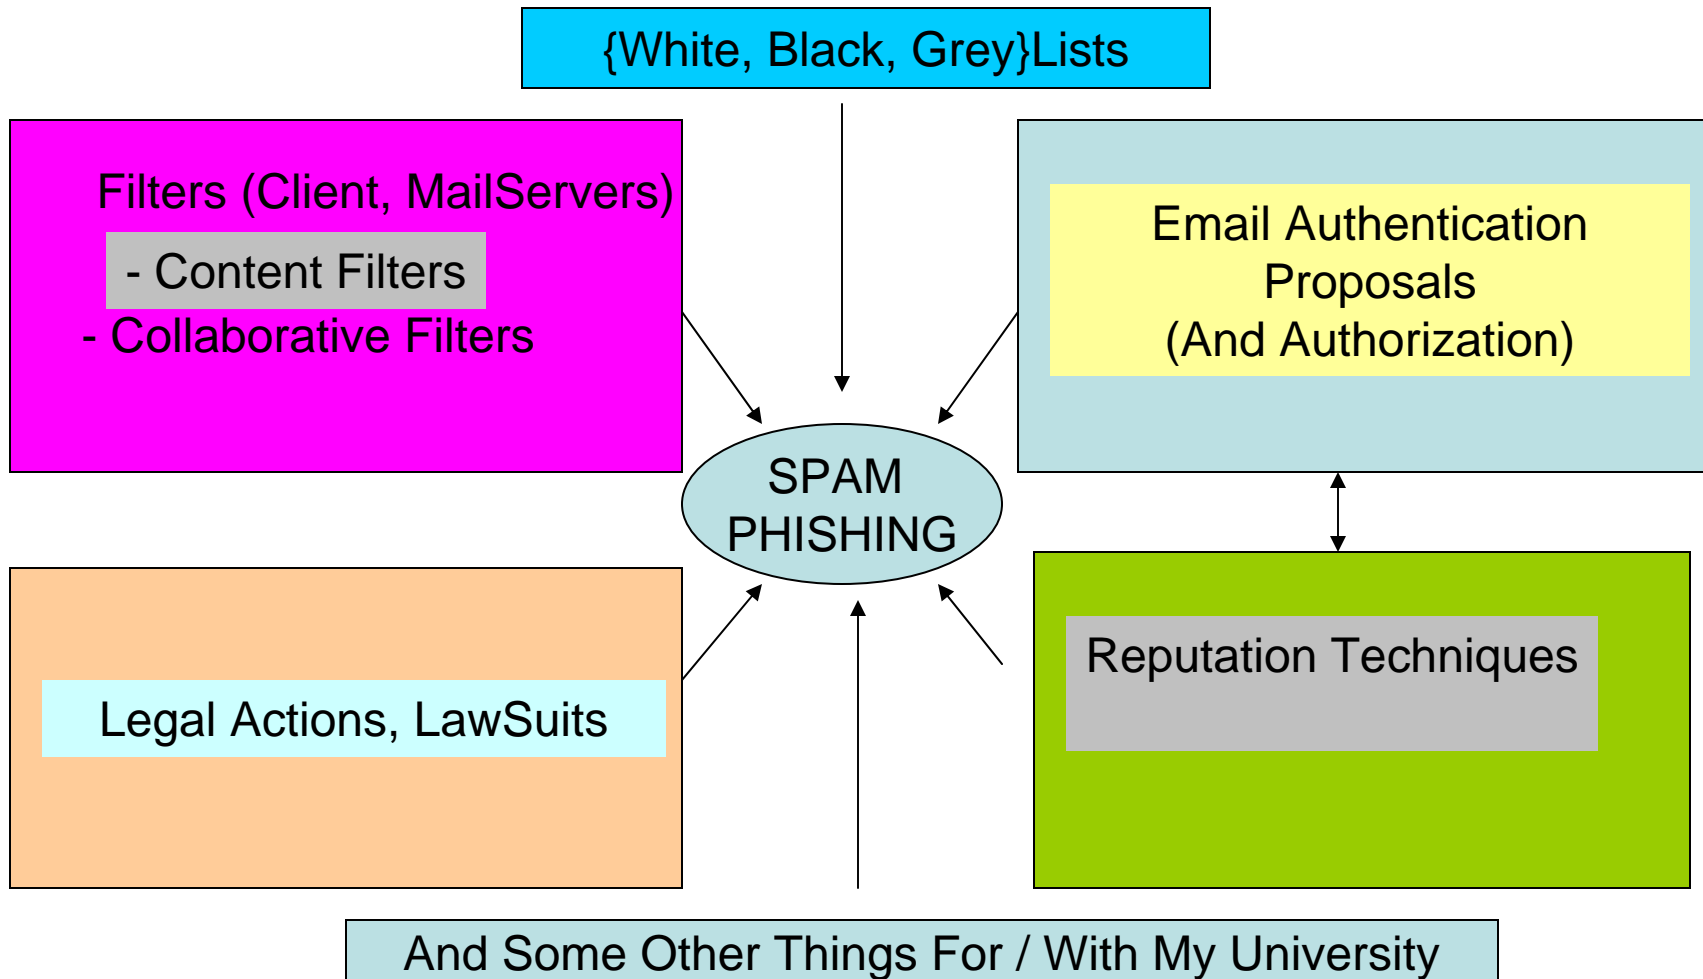 {White, Black, Grey}Lists
Filters (Client, MailServers)
- Content Filters
- Collaborative Filters
Email Authentication
Proposals
(And Authorization)
SPAM
PHISHING
Legal Actions, LawSuits
Reputation Techniques
And Some Other Things For / With My University